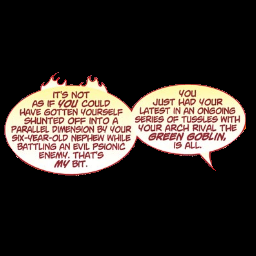 IT'S NOT
AS IF YOU COULD
HAVE GOTTEN YOURSELF
SHUNTED OFF INTO A
PARALLEL DIMENSION BY YOUR
SIX-YEAR-OLD NEPHEW WHILE
BATTLING AN EVIL PSIONIC
ENEMY. THAT'S
MY BIT.
YOU
JUST HAD YOUR
LATEST IN AN ONGOING
SERIES OF TUSSLES WITH
YOUR ARCH RIVAL THE
GREEN GOBLIN,
IS ALL.